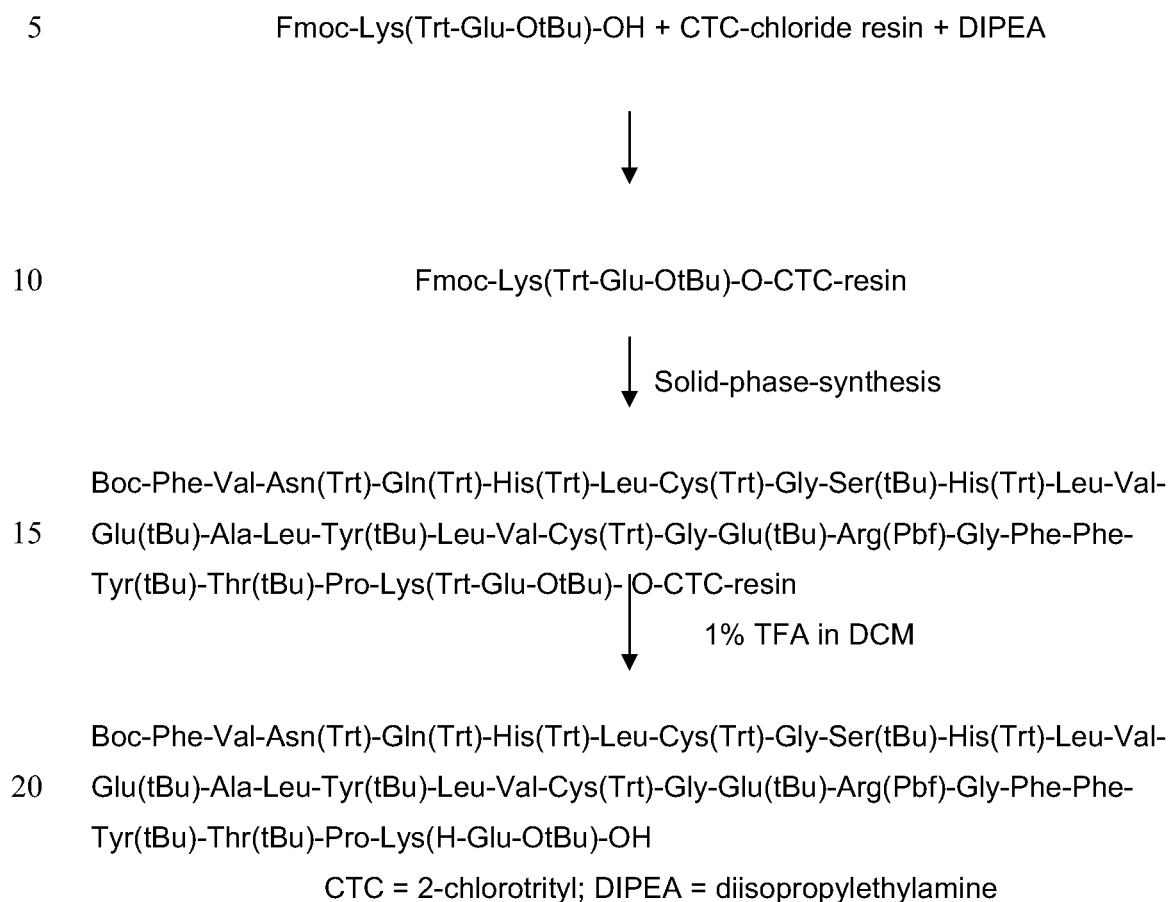 5 Fmoc-Lys(Trt-Glu-OtBu)-OH + CTC-chloride resin + DIPEA
10 Fmoc-Lys(Trt-Glu-OtBu)-O-CTC-resin
Solid-phase-synthesis
Boc-Phe-Val-Asn(Trt)-Gln(Trt)-His(Trt)-Leu-Cys(Trt)-Gly-Ser(tBu)-His(Trt)-Leu-Val-
15 Glu(tBu)-Ala-Leu-Tyr(tBu)-Leu-Val-Cys(Trt)-Gly-Glu(tBu)-Arg(Pbf)-Gly-Phe-Phe-
Tyr(tBu)-Thr(tBu)-Pro-Lys(Trt-Glu-OtBu)-O-CTC-resin
1% TFA in DCM
Boc-Phe-Val-Asn(Trt)-Gln(Trt)-His(Trt)-Leu-Cys(Trt)-Gly-Ser(tBu)-His(Trt)-Leu-Val-
20 Glu(tBu)-Ala-Leu-Tyr(tBu)-Leu-Val-Cys(Trt)-Gly-Glu(tBu)-Arg(Pbf)-Gly-Phe-Phe-
Tyr(tBu)-Thr(tBu)-Pro-Lys(H-Glu-OtBu)-OH
CTC = 2-chlorotrityl; DIPEA = diisopropylethylamine